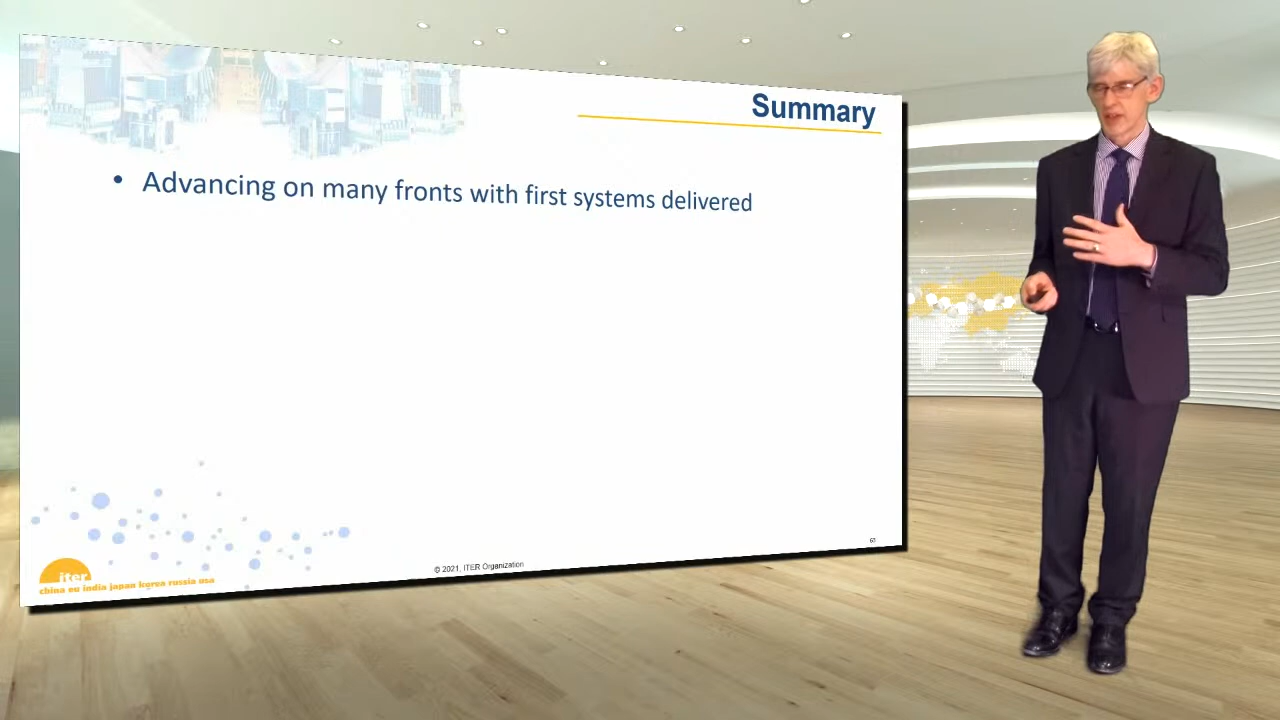 Summary
• Advancing on many fronts with first systems delivered
61
© 2021, ITER Organization
iter
china eu india japan korea russia usa